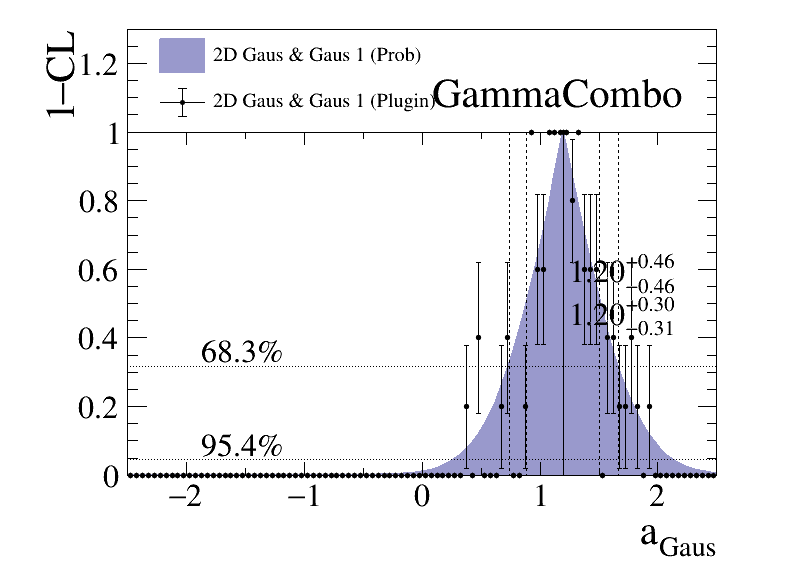 1–CL
2D Gaus & Gaus 1 (Prob)
2D Gaus & Gaus 1 (Plugin)
GammaCombo
1.2
1
0.8
0.6
0.4
0.2
0
1.20 +0.46 −0.46
1.20 +0.30 −0.31
68.3%
95.4%
−2 −1 0 1 2
a Gaus